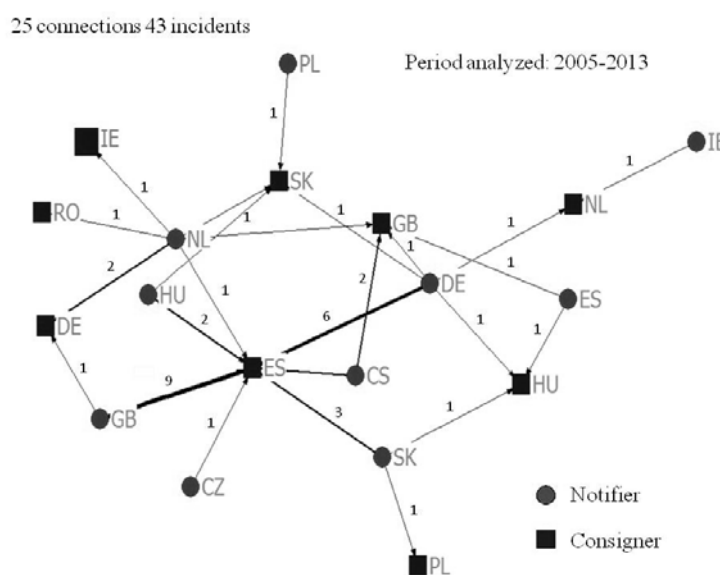 25 connections 43 incidents
PL
Period analyzed: 2005-2013
IE
1
IE
1
1
SK
RO
1
1
1
NL
1
GB
NL
1
1
2
HU
1
2
DE
1
ES
6
1
1
DE
2
1
9
ES
CS
HU
GB
1
3
1
SK
CZ
Notifier
1
Consigner
PL